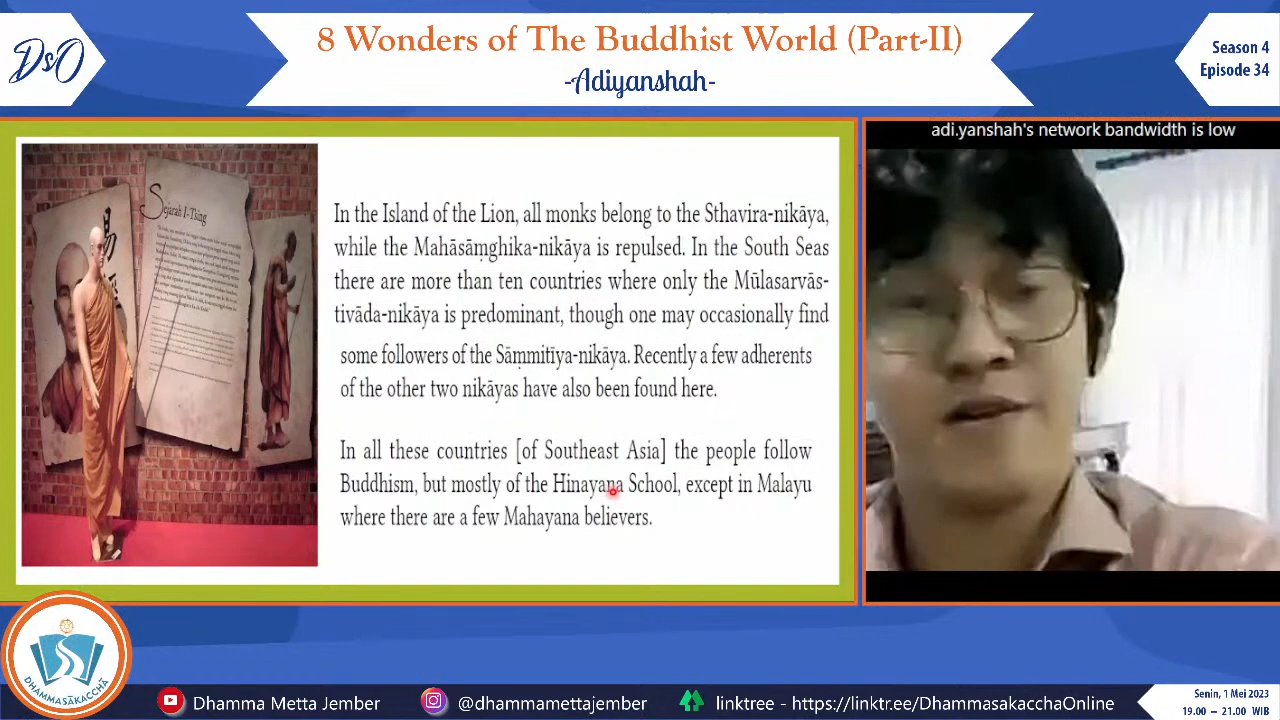 DsO
8 Wonders of The Buddhist World (Part-II)
-Adiyanshah-
Season 4
Episode 34
adi.yanshah's network bandwidth is low
Sejarah I-Tsing
In the Island of the Lion, all monks belong to the Sthavira-nikāya,
while the Mahāsāṃghika-nikāya is repulsed. In the South Seas
there are more than ten countries where only the Mūlasarvās-
tivāda-nikāya is predominant, though one may occasionally find
some followers of the Sāṃmitīya-nikāya. Recently a few adherents
of the other two nikāyas have also been found here.
In all these countries [of Southeast Asia] the people follow
Buddhism, but mostly of the Hinayana School, except in Malayu
where there are a few Mahayana believers.
DHAMMASĀKACCHĀ
Dhamma Metta Jember
@dhammamettajember
linktree - https://linktr.ee/DhammasakacchaOnline
Senin, 1 Mei 2023
19.00 – 21.00 WIB